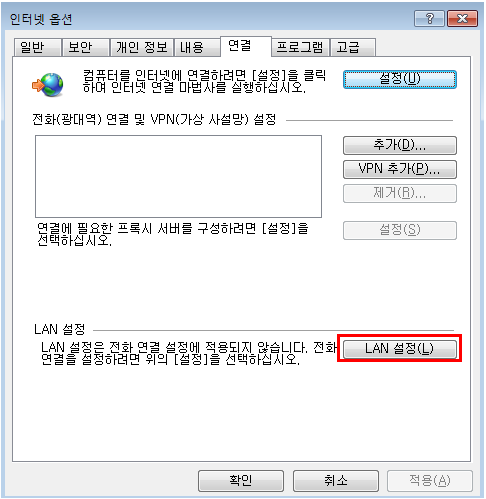 인터넷 옵션
일반 보안 개인 정보 내용 연결 프로그램 고급
컴퓨터를 인터넷에 연결하려면 [설정]을 클릭
하여 인터넷 연결 마법사를 실행하십시오.
설정(U)
전화(광대역) 연결 및 VPN(가상 사설망) 설정
추가(D)...
VPN 추가(P)...
제거(R)...
연결에 필요한 프록시 서버를 구성하려면 [설정]을
선택하십시오.
설정(S)
LAN 설정
LAN 설정은 전화 연결 설정에 적용되지 않습니다. 전화
연결을 설정하려면 위의 [설정]을 선택하십시오.
LAN 설정(L)
확인 취소 적용(A)